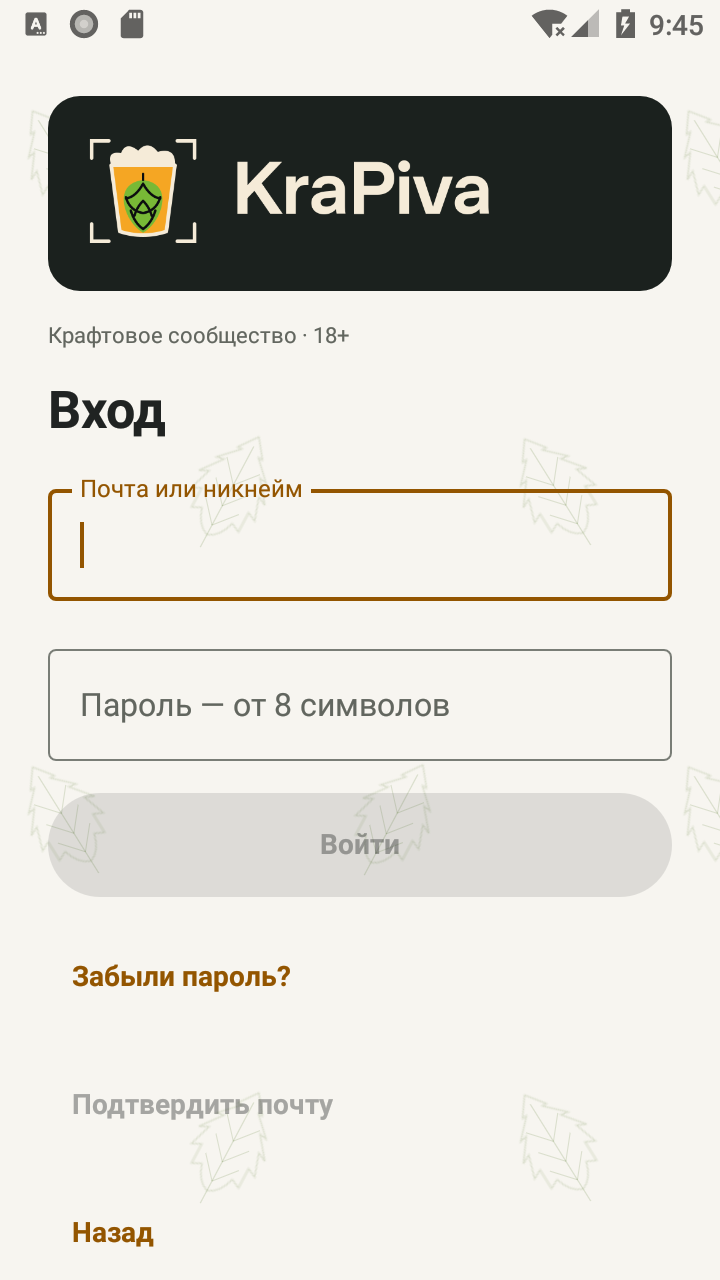 9:45
KraPiva
Крафтовое сообщество · 18+
Вход
Почта или никнейм
Пароль — от 8 символов
Войти
Забыли пароль?
Подтвердить почту
Назад